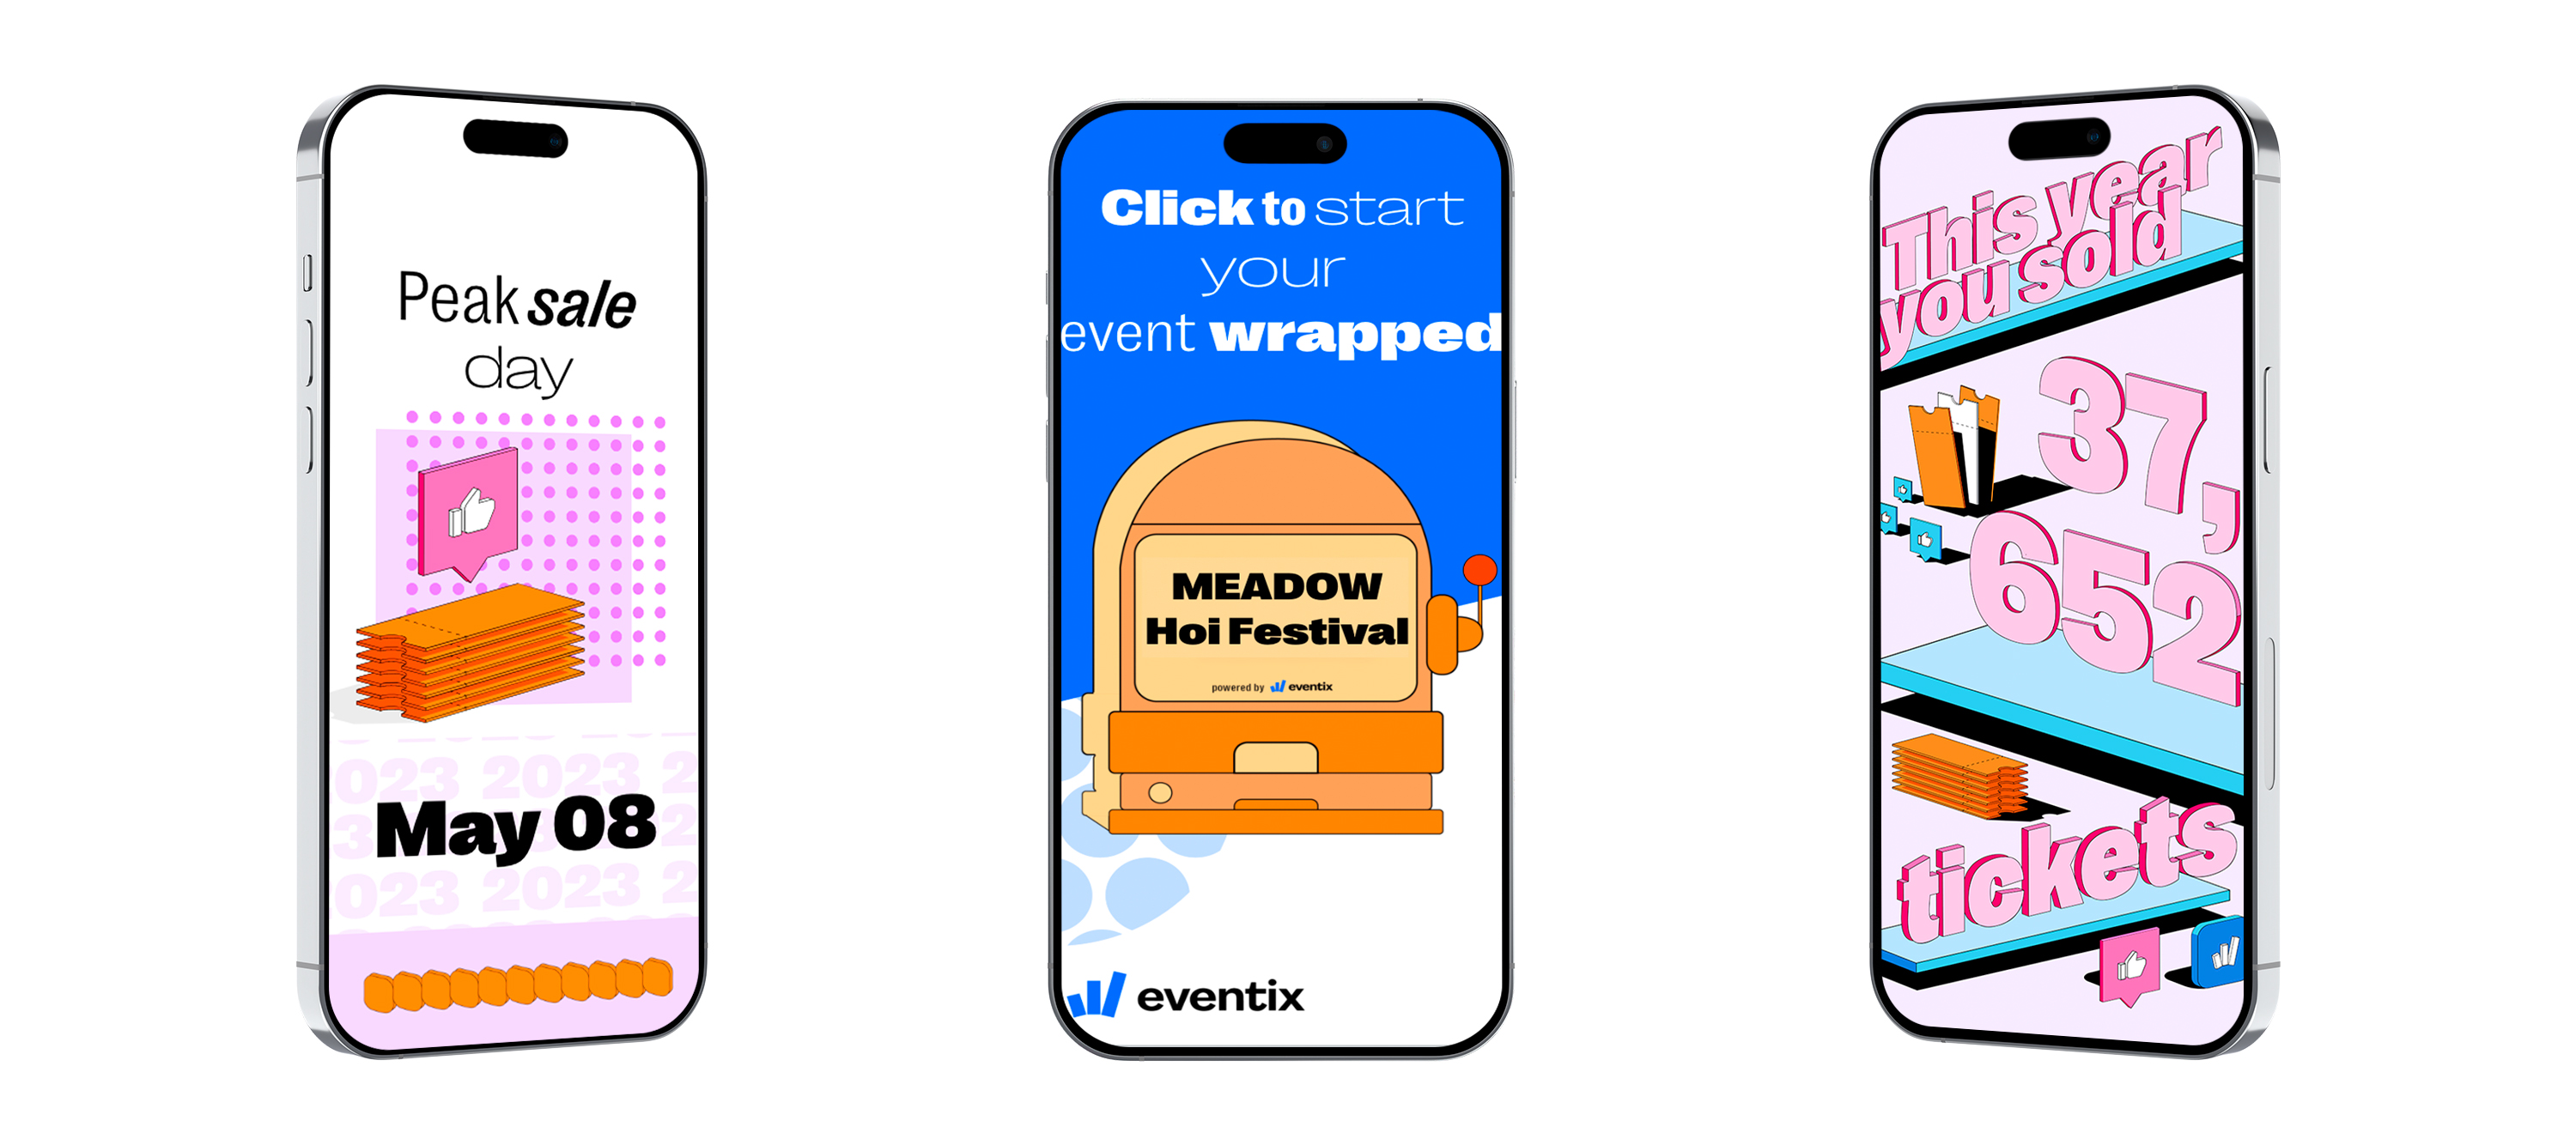 Peak sale
day
023 2023 2
May 08
023 2023 2
Click to start
your
event wrapped
MEADOW
Hoi Festival
powered by eventix
eventix
This year
you sold
37,
652
tickets